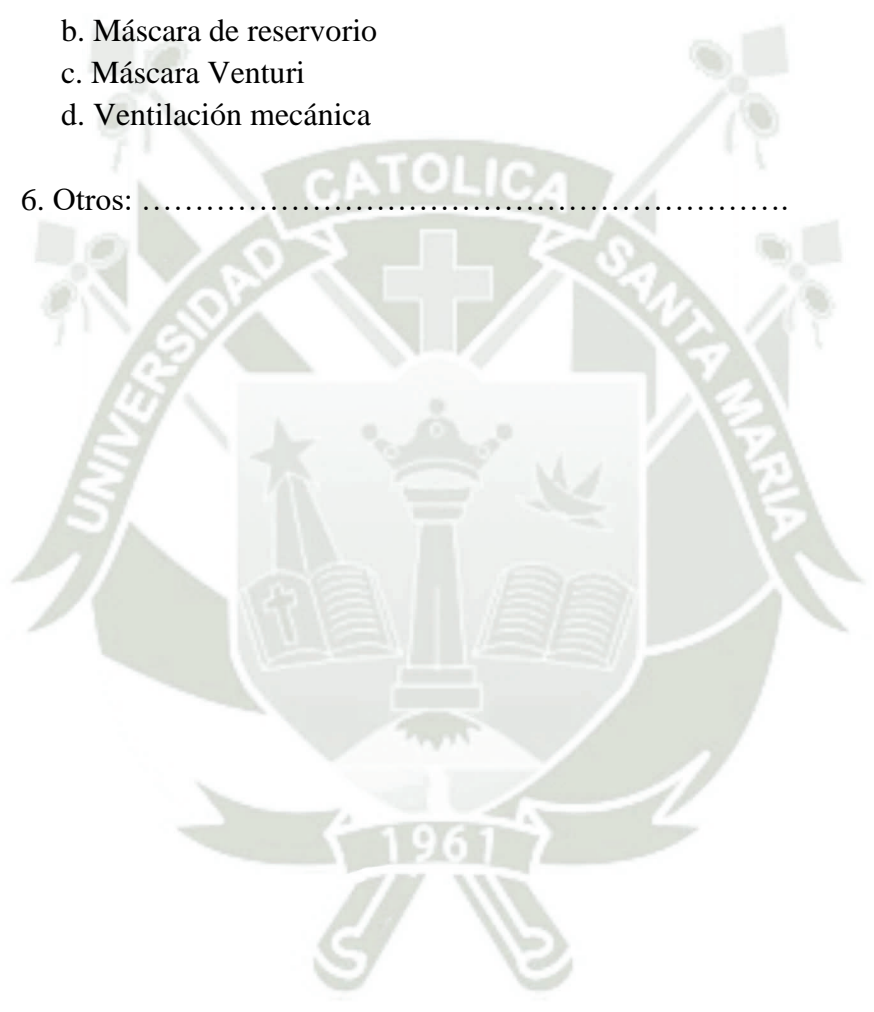 b. Máscara de reservorio
c. Máscara Venturi
d. Ventilación mecánica
6. Otros: …………………………………………………….
UNIVERSIDAD CATOLICA SANTA MARIA
1961